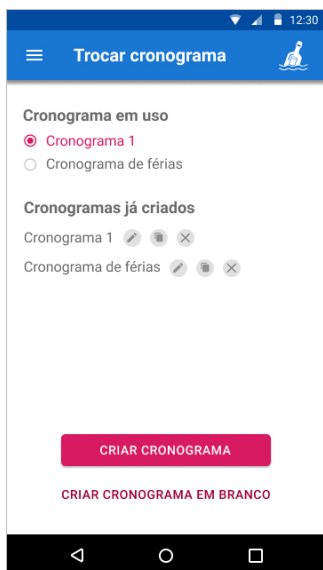 12:30
Trocar cronograma
Cronograma em uso
Cronograma 1
Cronograma de férias
Cronogramas já criados
Cronograma 1
Cronograma de férias
CRIAR CRONOGRAMA
CRIAR CRONOGRAMA EM BRANCO